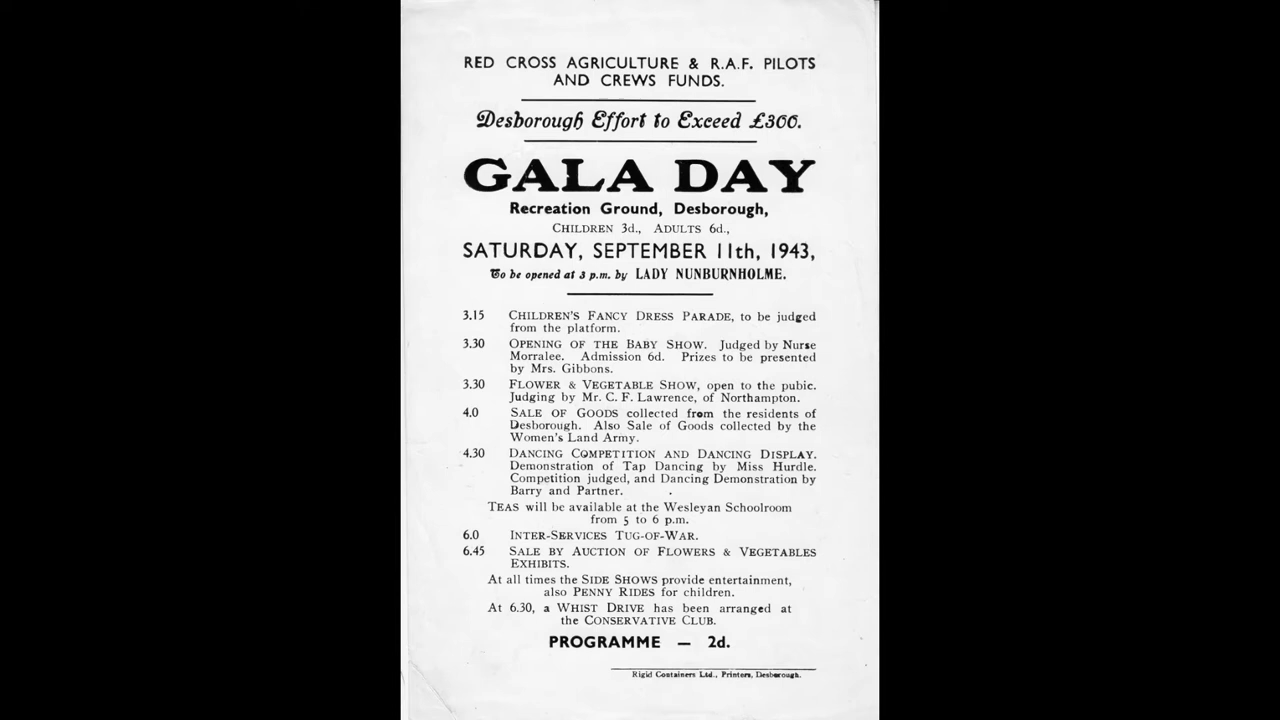 RED CROSS AGRICULTURE & R.A.F. PILOTS
AND CREWS FUNDS.
Desborough Effort to Exceed £366.
GALA DAY
Recreation Ground, Desborough,
CHILDREN 3d., ADULTS 6d.,
SATURDAY, SEPTEMBER 11th, 1943,
To be opened at 3 p.m. by LADY NUNBURNHOLME.
3.15 CHILDREN'S FANCY DRESS PARADE, to be judged
from the platform.
3.30 OPENING OF THE BABY SHOW. Judged by Nurse
Morralee. Admission 6d. Prizes to be presented
by Mrs. Gibbons.
3.30 FLOWER & VEGETABLE SHOW, open to the pubic.
Judging by Mr. C. F. Lawrence, of Northampton.
4.0 SALE OF GOODS collected from the residents of
Desborough. Also Sale of Goods collected by the
Women's Land Army.
4.30 DANCING COMPETITION AND DANCING DISPLAY.
Demonstration of Tap Dancing by Miss Hurdle.
Competition judged, and Dancing Demonstration by
Barry and Partner.
TEAS will be available at the Wesleyan Schoolroom
from 5 to 6 p.m.
6.0 INTER-SERVICES TUG-OF-WAR.
6.45 SALE BY AUCTION OF FLOWERS & VEGETABLES
EXHIBITS.
At all times the SIDE SHOWS provide entertainment,
also PENNY RIDES for children.
At 6.30, a WHIST DRIVE has been arranged at
the CONSERVATIVE CLUB.
PROGRAMME — 2d.
Rigid Containers Ltd., Printers, Desborough.